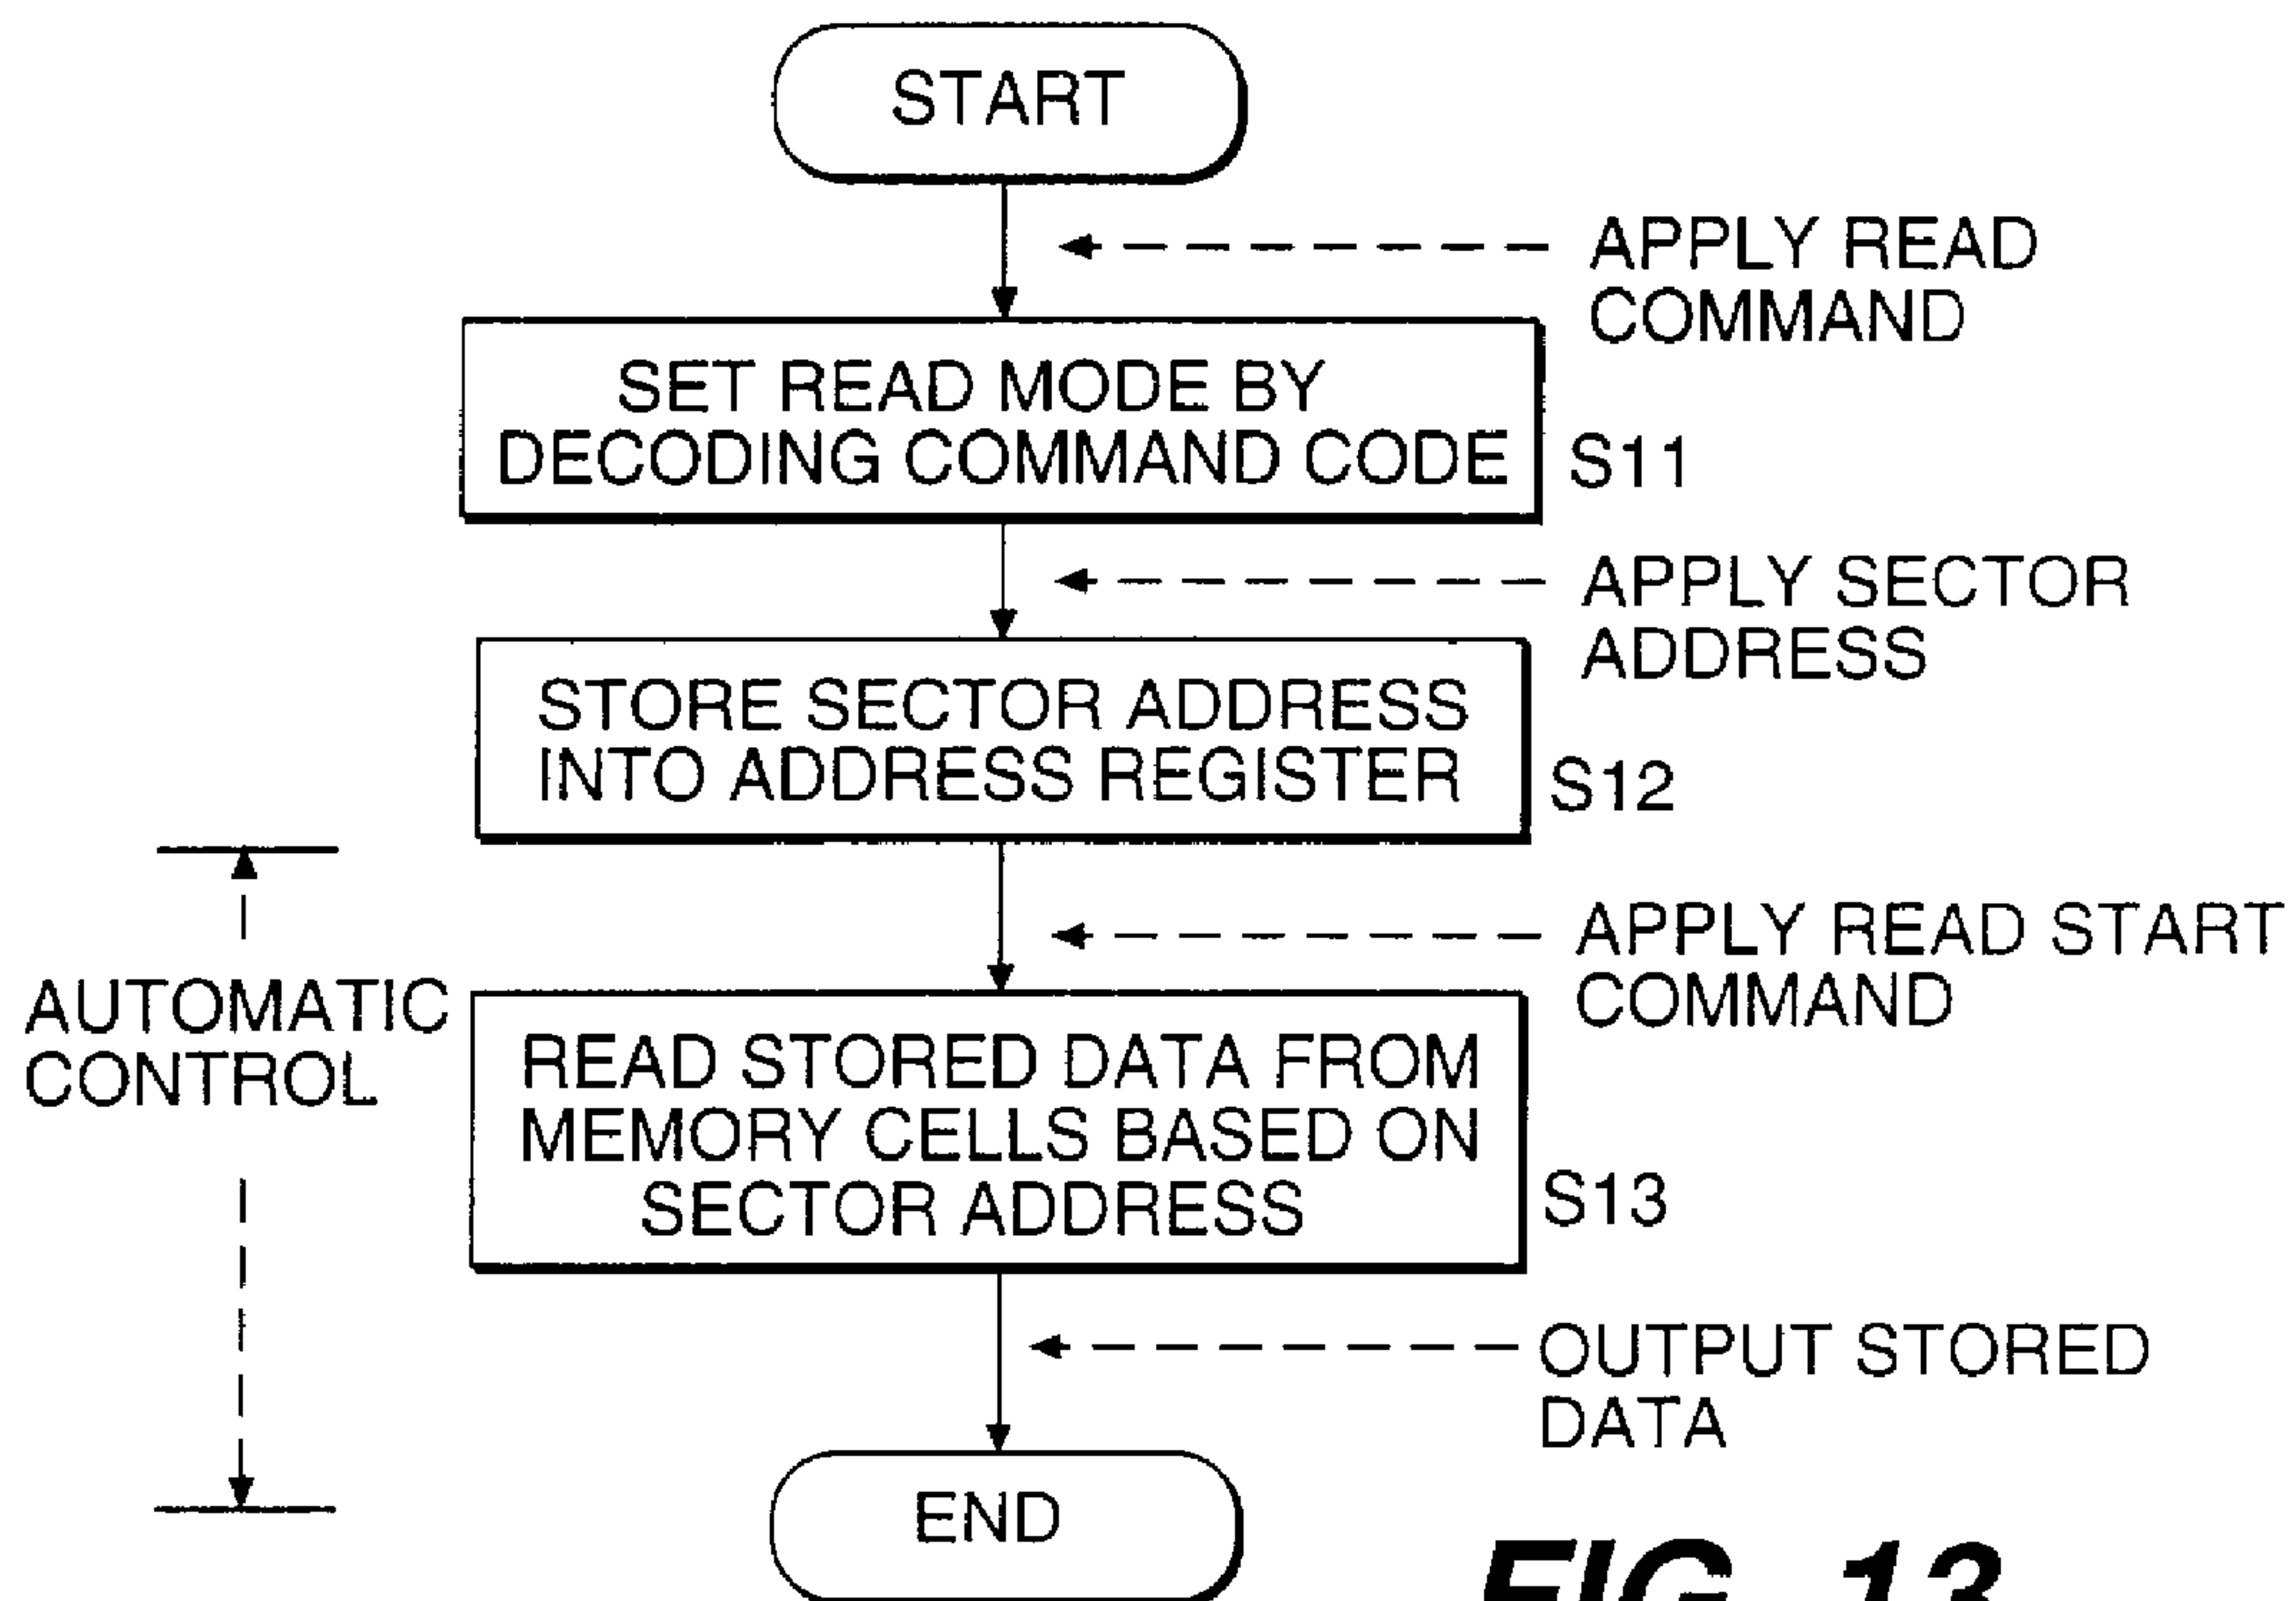 START
APPLY READ
COMMAND
SET READ MODE BY
DECODING COMMAND CODE
S11
APPLY SECTOR
ADDRESS
STORE SECTOR ADDRESS
INTO ADDRESS REGISTER
S12
APPLY READ START
COMMAND
AUTOMATIC
CONTROL
READ STORED DATA FROM
MEMORY CELLS BASED ON
SECTOR ADDRESS
S13
OUTPUT STORED
DATA
END
FIG. 13